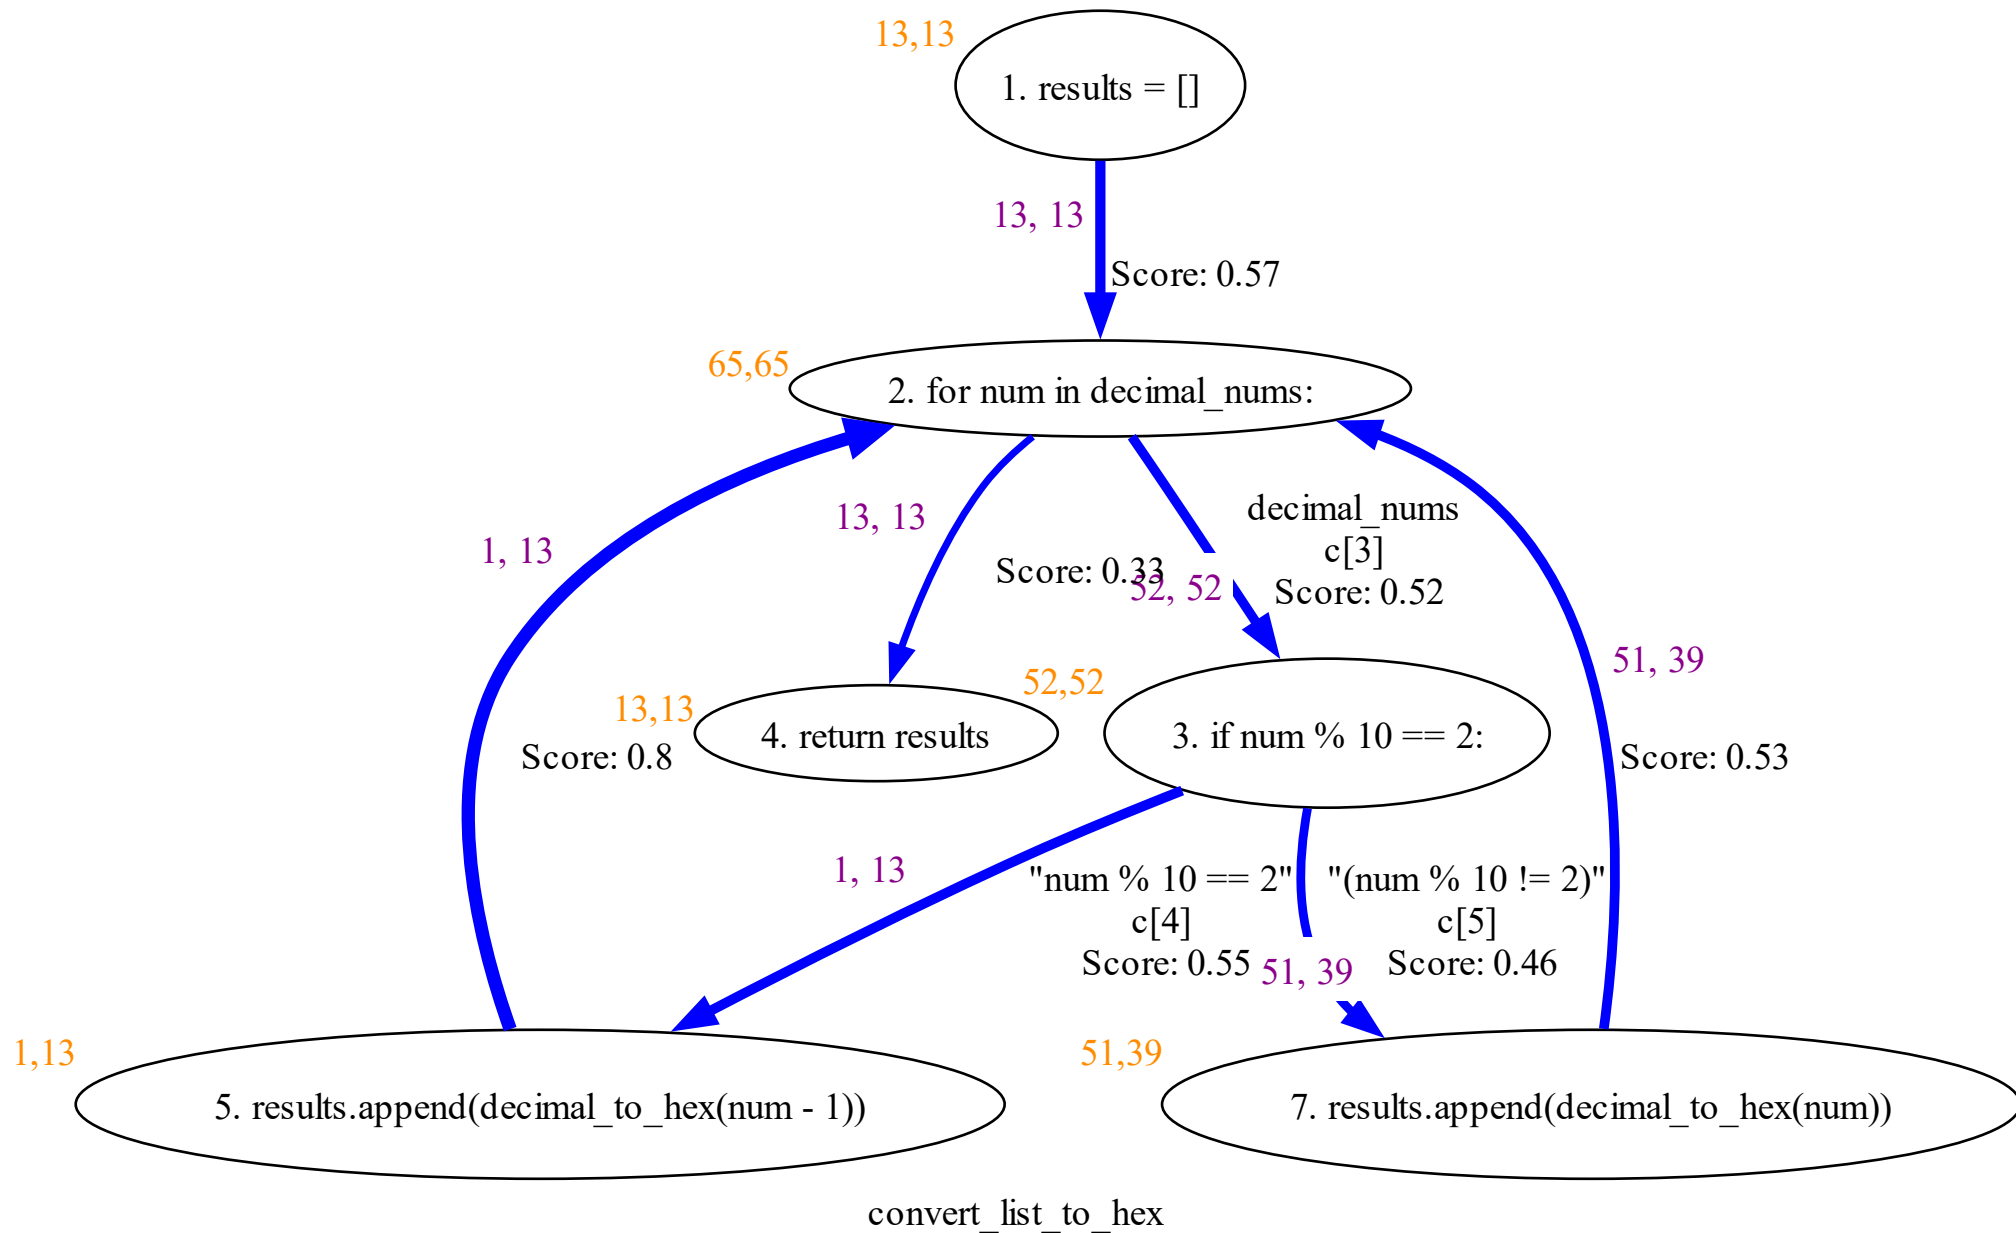 13,13
1. results = []
13, 13
Score: 0.57
65,65
2. for num in decimal_nums:
13, 13
Score: 0.33
52, 52
decimal_nums
c[3]
Score: 0.52
1, 13
51, 39
13,13
4. return results
52,52
3. if num % 10 == 2:
Score: 0.8
Score: 0.53
1, 13
"num % 10 == 2"
c[4]
Score: 0.55
"(num % 10 != 2)"
c[5]
Score: 0.46
51, 39
1,13
5. results.append(decimal_to_hex(num - 1))
51,39
7. results.append(decimal_to_hex(num))
convert_list_to_hex